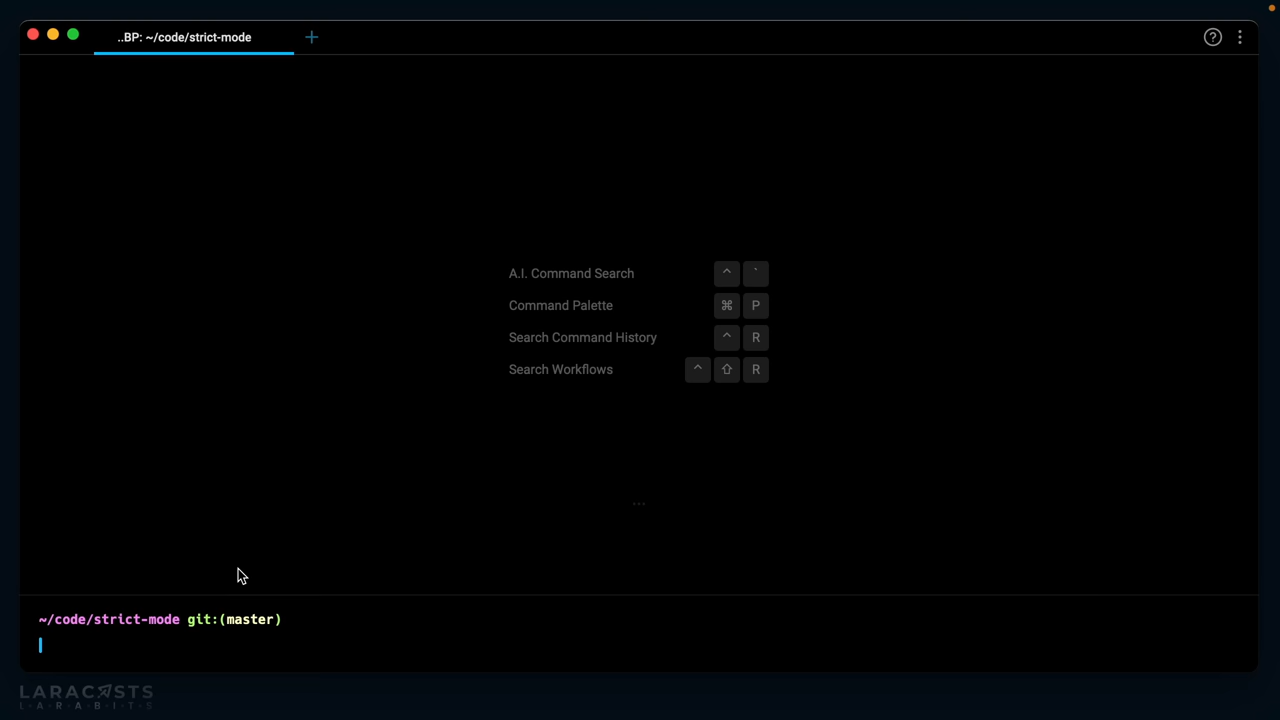 ..BP: ~/code/strict-mode
+
?
A.I. Command Search ^ `
Command Palette ⌘ P
Search Command History ^ R
Search Workflows ^ ⇧ R
...
~/code/strict-mode git:(master)
LARACASTS
L·A·R·A·B·I·T·S